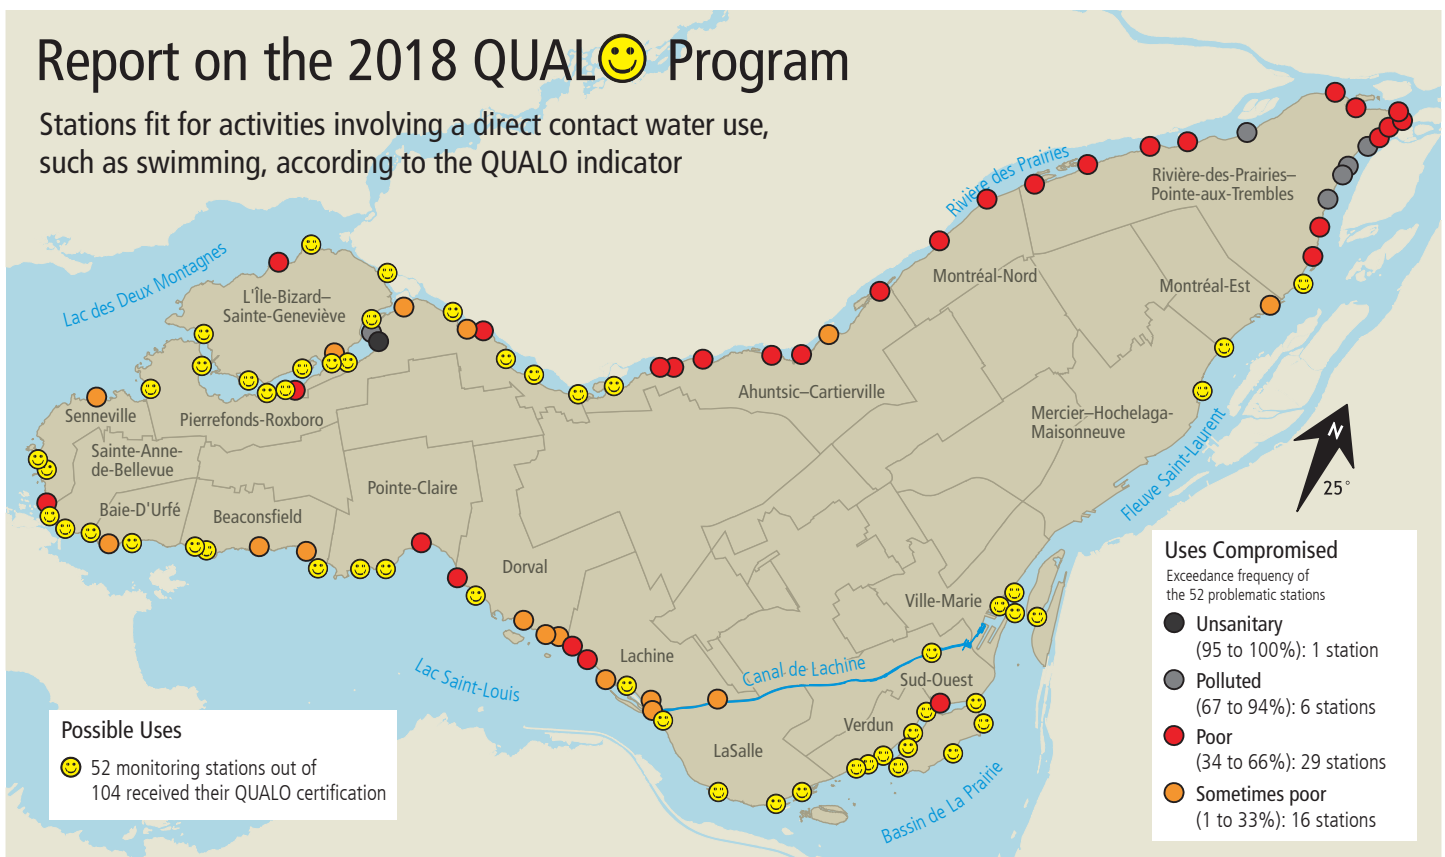 Report on the 2018 QUALO Program
Stations fit for activities involving a direct contact water use,
such as swimming, according to the QUALO indicator
Rivière des Prairies
Rivière-des-Prairies–
Pointe-aux-Trembles
Lac des Deux Montagnes
L'Île-Bizard–
Sainte-Geneviève
Montréal-Nord
Montréal-Est
Ahuntsic–Cartierville
Senneville
Pierrefonds-Roxboro
Mercier–Hochelaga-
Maisonneuve
Sainte-Anne-
de-Bellevue
Fleuve Saint-Laurent
N
25°
Pointe-Claire
Baie-D'Urfé
Beaconsfield
Dorval
Ville-Marie
Lachine
Canal de Lachine
Lac Saint-Louis
Sud-Ouest
Verdun
LaSalle
Bassin de La Prairie
Possible Uses
52 monitoring stations out of
104 received their QUALO certification
Uses Compromised
Exceedance frequency of
the 52 problematic stations
Unsanitary
(95 to 100%): 1 station
Polluted
(67 to 94%): 6 stations
Poor
(34 to 66%): 29 stations
Sometimes poor
(1 to 33%): 16 stations